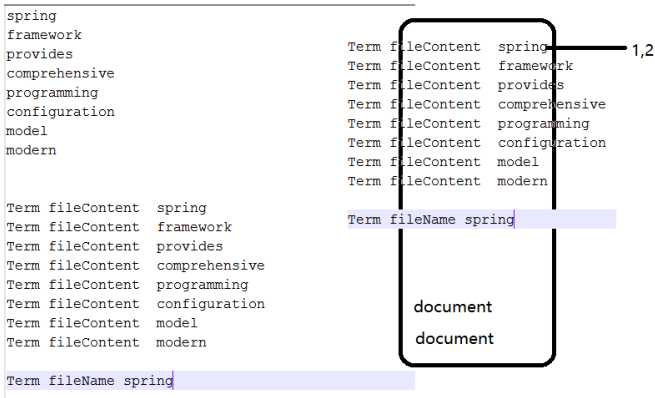 spring
framework
provides
comprehensive
programming
configuration
model
modern
Term fileContent spring
Term fileContent framework
Term fileContent provides
Term fileContent comprehensive
Term fileContent programming
Term fileContent configuration
Term fileContent model
Term fileContent modern
Term fileName spring
Term fileContent spring
Term fileContent framework
Term fileContent provides
Term fileContent comprehensive
Term fileContent programming
Term fileContent configuration
Term fileContent model
Term fileContent modern
Term fileName spring
1,2
document
document